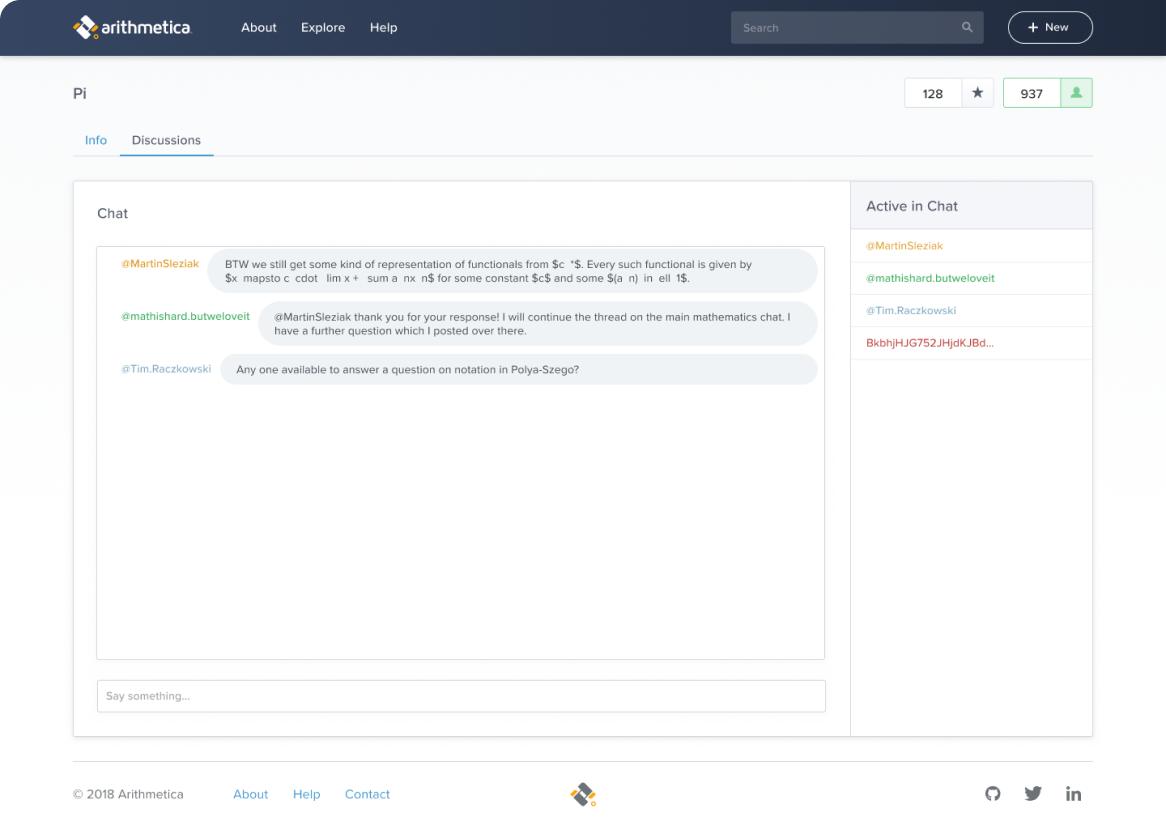 arithmetica
About Explore Help
Search
+ New
Pi
128
937
Info Discussions
Chat
@MartinSleziak
BTW we still get some kind of representation of functionals from $c *$. Every such functional is given by
$x mapsto c cdot lim x + sum a nx n$ for some constant $c$ and some $(a n) in ell 1$.
@mathishard.butweloveit
@MartinSleziak thank you for your response! I will continue the thread on the main mathematics chat. I
have a further question which I posted over there.
@Tim.Raczkowski
Any one available to answer a question on notation in Polya-Szego?
Say something...
Active in Chat
@MartinSleziak
@mathishard.butweloveit
@Tim.Raczkowski
BkbhjHJG752JHjdKJBd...
© 2018 Arithmetica
About Help Contact